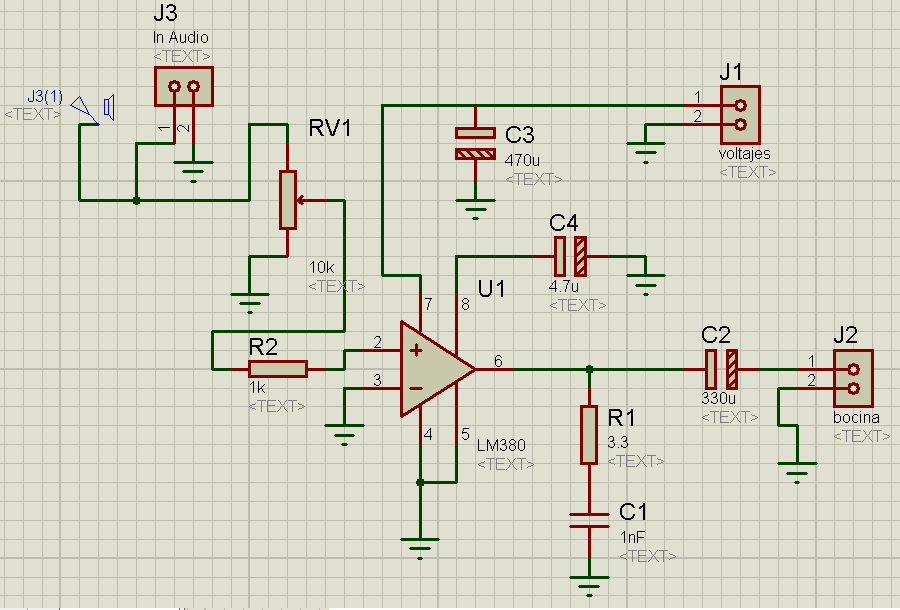 J3
In Audio
<TEXT>
J3(1)
<TEXT>
1
2
RV1
10k
<TEXT>
J1
1
2
voltajes
<TEXT>
C3
470u
<TEXT>
C4
4.7u
<TEXT>
U1
7
8
2
3
6
4
5
LM380
<TEXT>
R2
1k
<TEXT>
C2
330u
<TEXT>
J2
1
2
bocina
<TEXT>
R1
3.3
<TEXT>
C1
1nF
<TEXT>